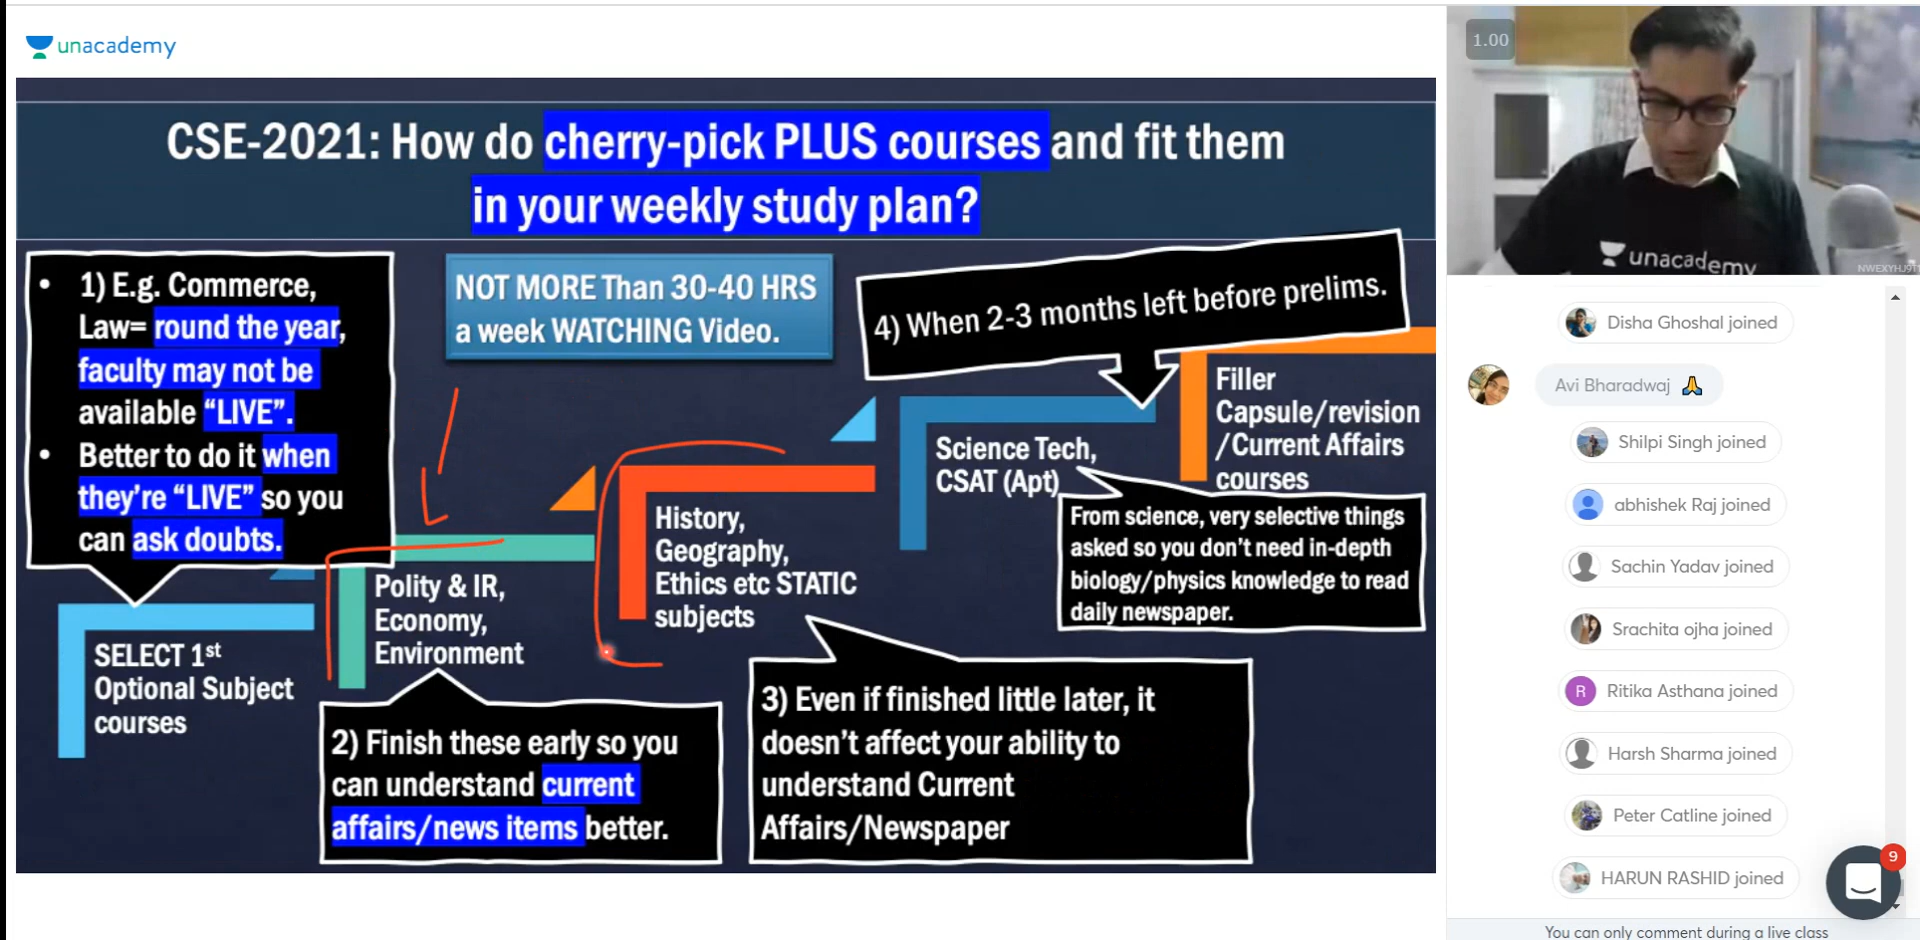 unacademy
CSE-2021: How do cherry-pick PLUS courses and fit them
in your weekly study plan?
• 1) E.g. Commerce,
Law= round the year,
faculty may not be
available “LIVE”.
• Better to do it when
they’re “LIVE” so you
can ask doubts.
SELECT 1st
Optional Subject
courses
NOT MORE Than 30-40 HRS
a week WATCHING Video.
Polity & IR,
Economy,
Environment
2) Finish these early so you
can understand current
affairs/news items better.
History,
Geography,
Ethics etc STATIC
subjects
3) Even if finished little later, it
doesn’t affect your ability to
understand Current
Affairs/Newspaper
4) When 2-3 months left before prelims.
Science Tech,
CSAT (Apt)
From science, very selective things
asked so you don’t need in-depth
biology/physics knowledge to read
daily newspaper.
Filler
Capsule/revision
/Current Affairs
courses
1.00
unacademy
Disha Ghoshal joined
Avi Bharadwaj 🙏
Shilpi Singh joined
abhishek Raj joined
Sachin Yadav joined
Srachita ojha joined
R Ritika Asthana joined
Harsh Sharma joined
Peter Catline joined
HARUN RASHID joined
9
You can only comment during a live class